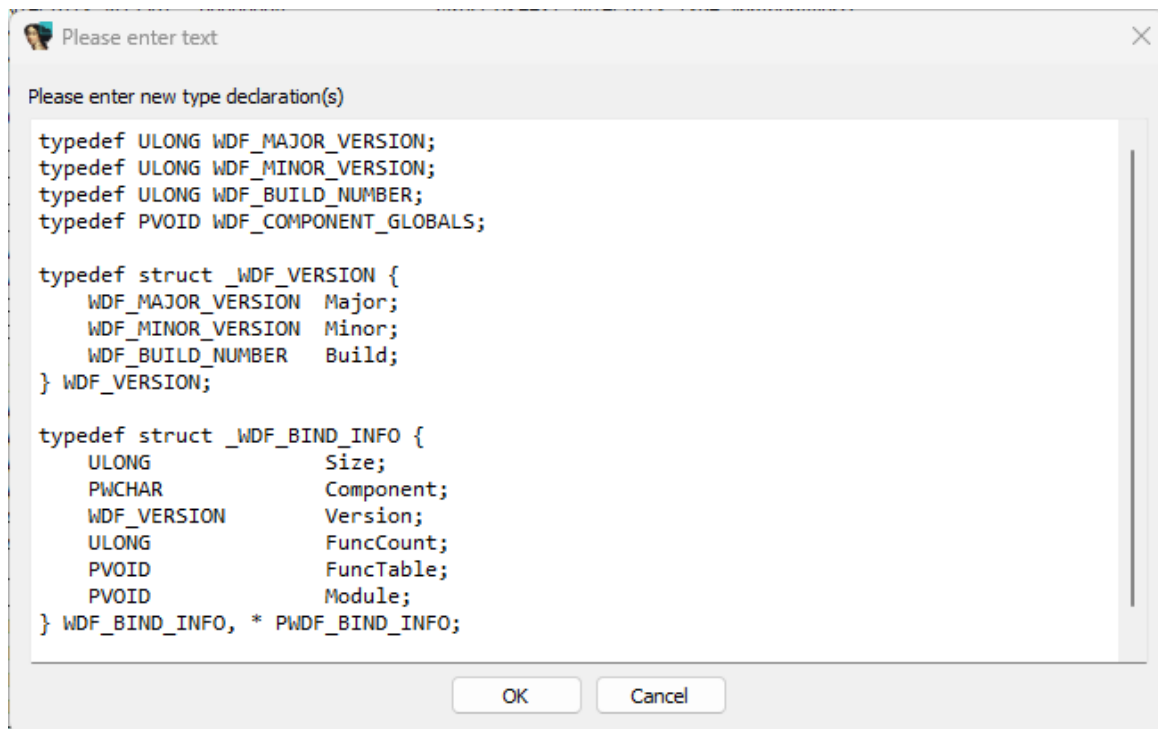 Please enter text
Please enter new type declaration(s)
typedef ULONG WDF_MAJOR_VERSION;
typedef ULONG WDF_MINOR_VERSION;
typedef ULONG WDF_BUILD_NUMBER;
typedef PVOID WDF_COMPONENT_GLOBALS;
typedef struct _WDF_VERSION {
    WDF_MAJOR_VERSION  Major;
    WDF_MINOR_VERSION  Minor;
    WDF_BUILD_NUMBER   Build;
} WDF_VERSION;
typedef struct _WDF_BIND_INFO {
    ULONG              Size;
    PWCHAR             Component;
    WDF_VERSION        Version;
    ULONG              FuncCount;
    PVOID              FuncTable;
    PVOID              Module;
} WDF_BIND_INFO, * PWDF_BIND_INFO;
OK Cancel